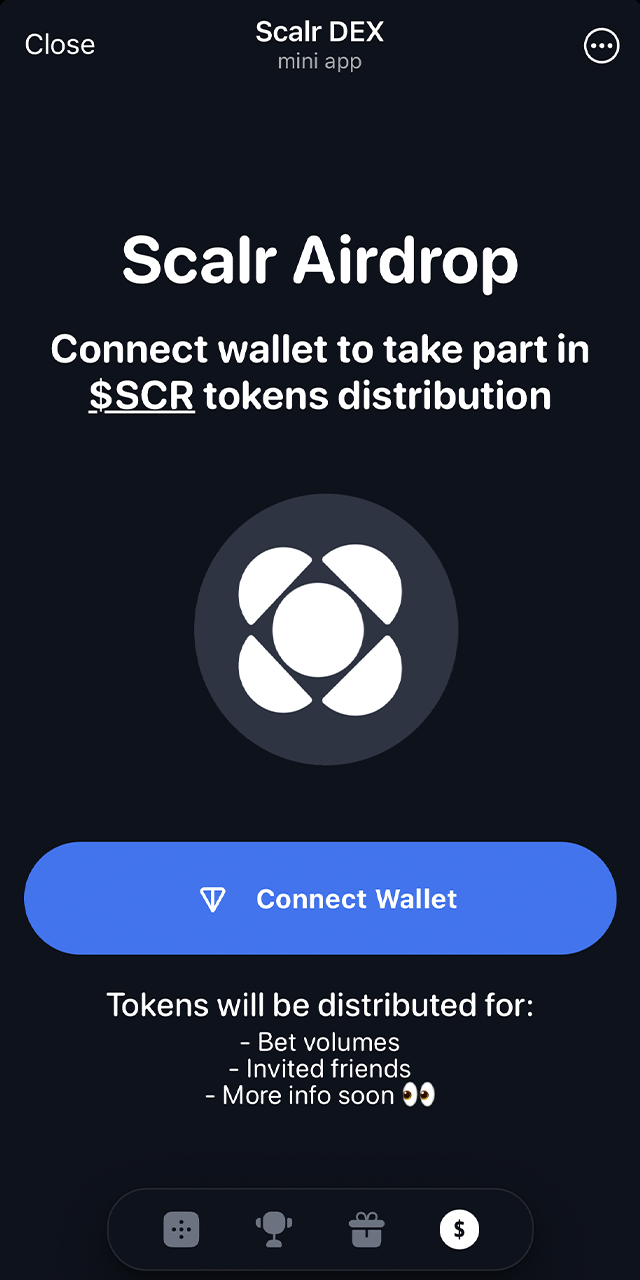 Close
Scalr DEX
mini app
Scalr Airdrop
Connect wallet to take part in
$SCR tokens distribution
Connect Wallet
Tokens will be distributed for:
- Bet volumes
- Invited friends
- More info soon 👀
$